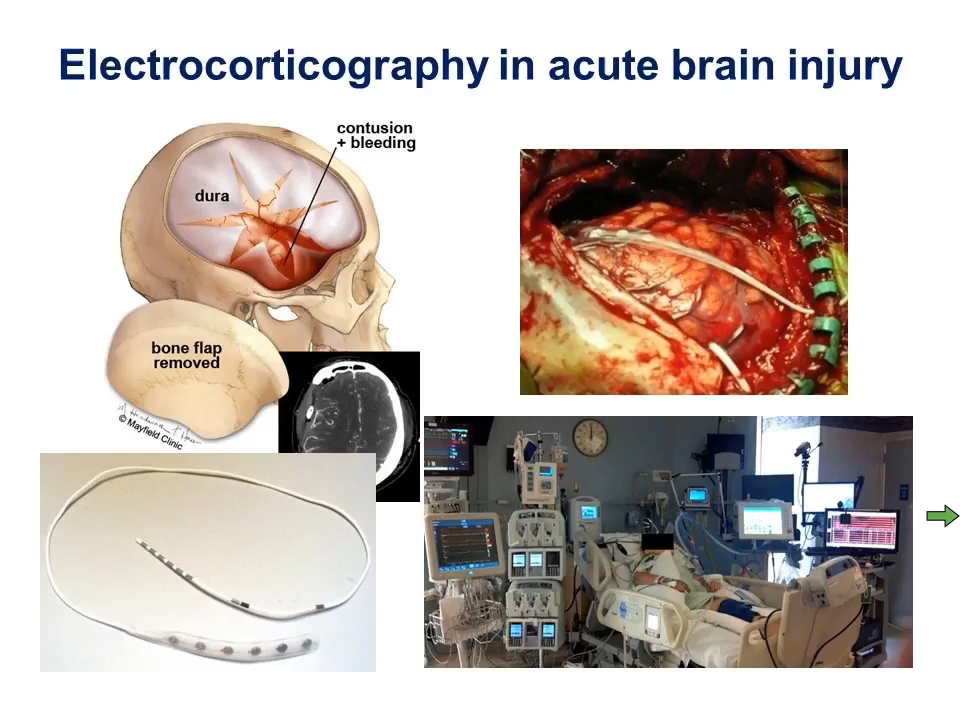 Electrocorticography in acute brain injury
contusion
+ bleeding
dura
bone flap
removed
© Mayfield Clinic